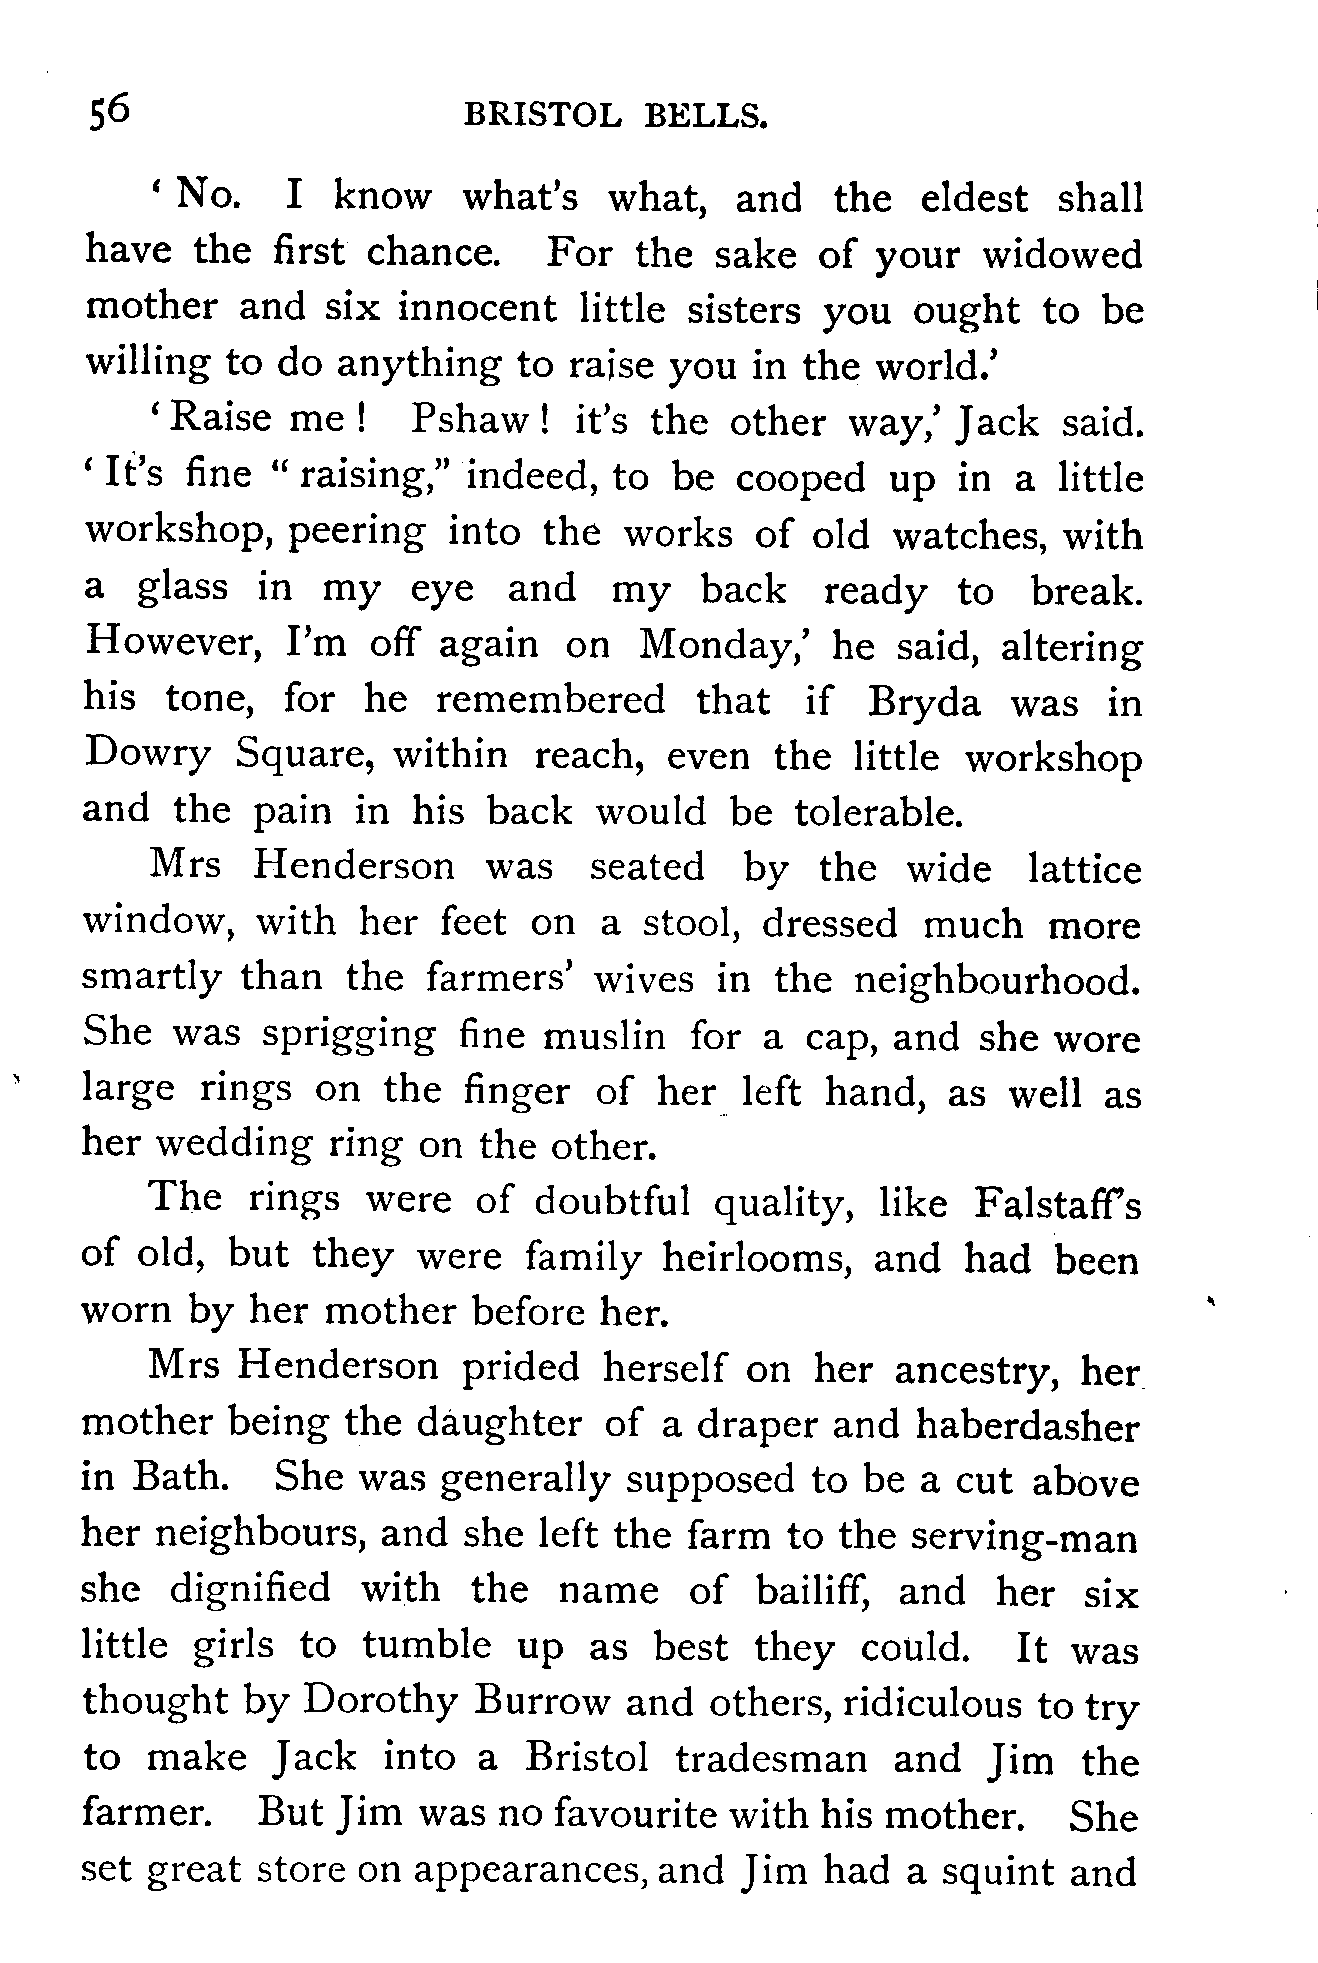 56 BRISTOL BELLS.
‘ No. I know what's what, and the eldest shall
have the first chance. For the sake of your widowed
mother and six innocent little sisters you ought to be
willing to do anything to raise you in the world.’
‘ Raise me ! Pshaw ! it's the other way,’ Jack said.
‘ It's fine “ raising,” indeed, to be cooped up in a little
workshop, peering into the works of old watches, with
a glass in my eye and my back ready to break.
However, I'm off again on Monday,’ he said, altering
his tone, for he remembered that if Bryda was in
Dowry Square, within reach, even the little workshop
and the pain in his back would be tolerable.
Mrs Henderson was seated by the wide lattice
window, with her feet on a stool, dressed much more
smartly than the farmers' wives in the neighbourhood.
She was sprigging fine muslin for a cap, and she wore
large rings on the finger of her left hand, as well as
her wedding ring on the other.
The rings were of doubtful quality, like Falstaff's
of old, but they were family heirlooms, and had been
worn by her mother before her.
Mrs Henderson prided herself on her ancestry, her
mother being the daughter of a draper and haberdasher
in Bath. She was generally supposed to be a cut above
her neighbours, and she left the farm to the serving-man
she dignified with the name of bailiff, and her six
little girls to tumble up as best they could. It was
thought by Dorothy Burrow and others, ridiculous to try
to make Jack into a Bristol tradesman and Jim the
farmer. But Jim was no favourite with his mother. She
set great store on appearances, and Jim had a squint and